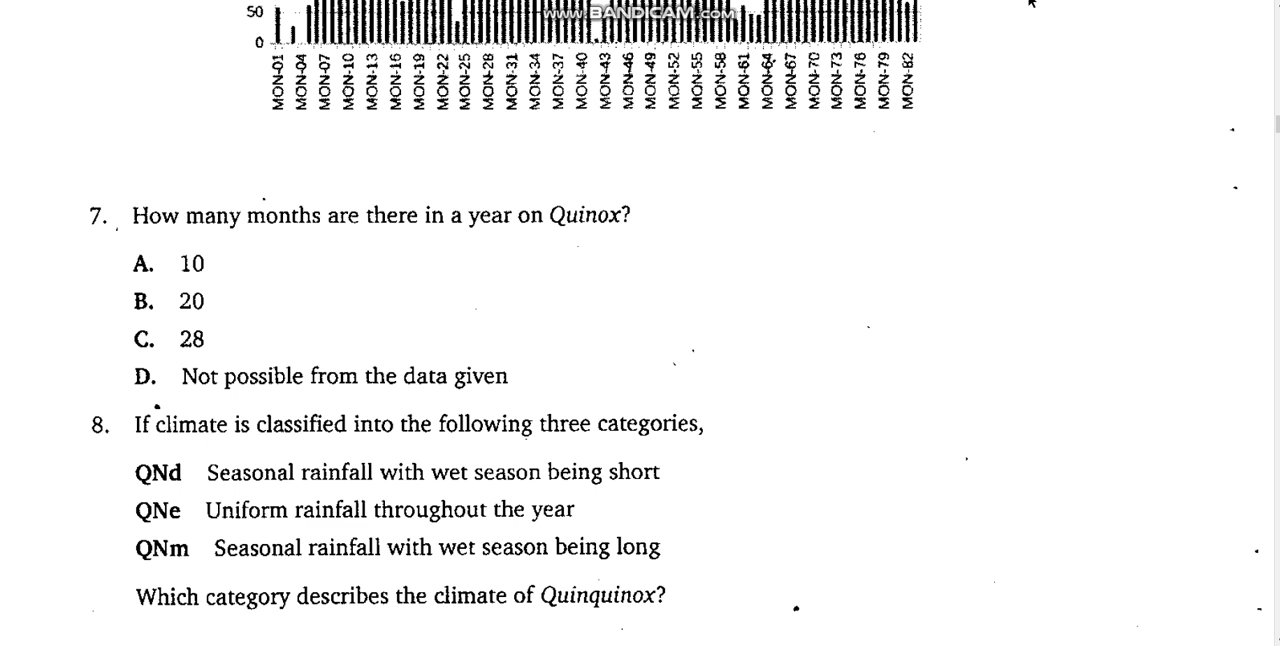 50
www.BANDICAM.com
0
MON-01 MON-04 MON-07 MON-10 MON-13 MON-16 MON-19 MON-22 MON-25 MON-28 MON-31 MON-34 MON-37 MON-40 MON-43 MON-46 MON-49 MON-52 MON-55 MON-58 MON-61 MON-64 MON-67 MON-70 MON-73 MON-76 MON-79 MON-82
7. How many months are there in a year on Quinox?
A. 10
B. 20
C. 28
D. Not possible from the data given
8. If climate is classified into the following three categories,
QNd Seasonal rainfall with wet season being short
QNe Uniform rainfall throughout the year
QNm Seasonal rainfall with wet season being long
Which category describes the climate of Quinquinox?